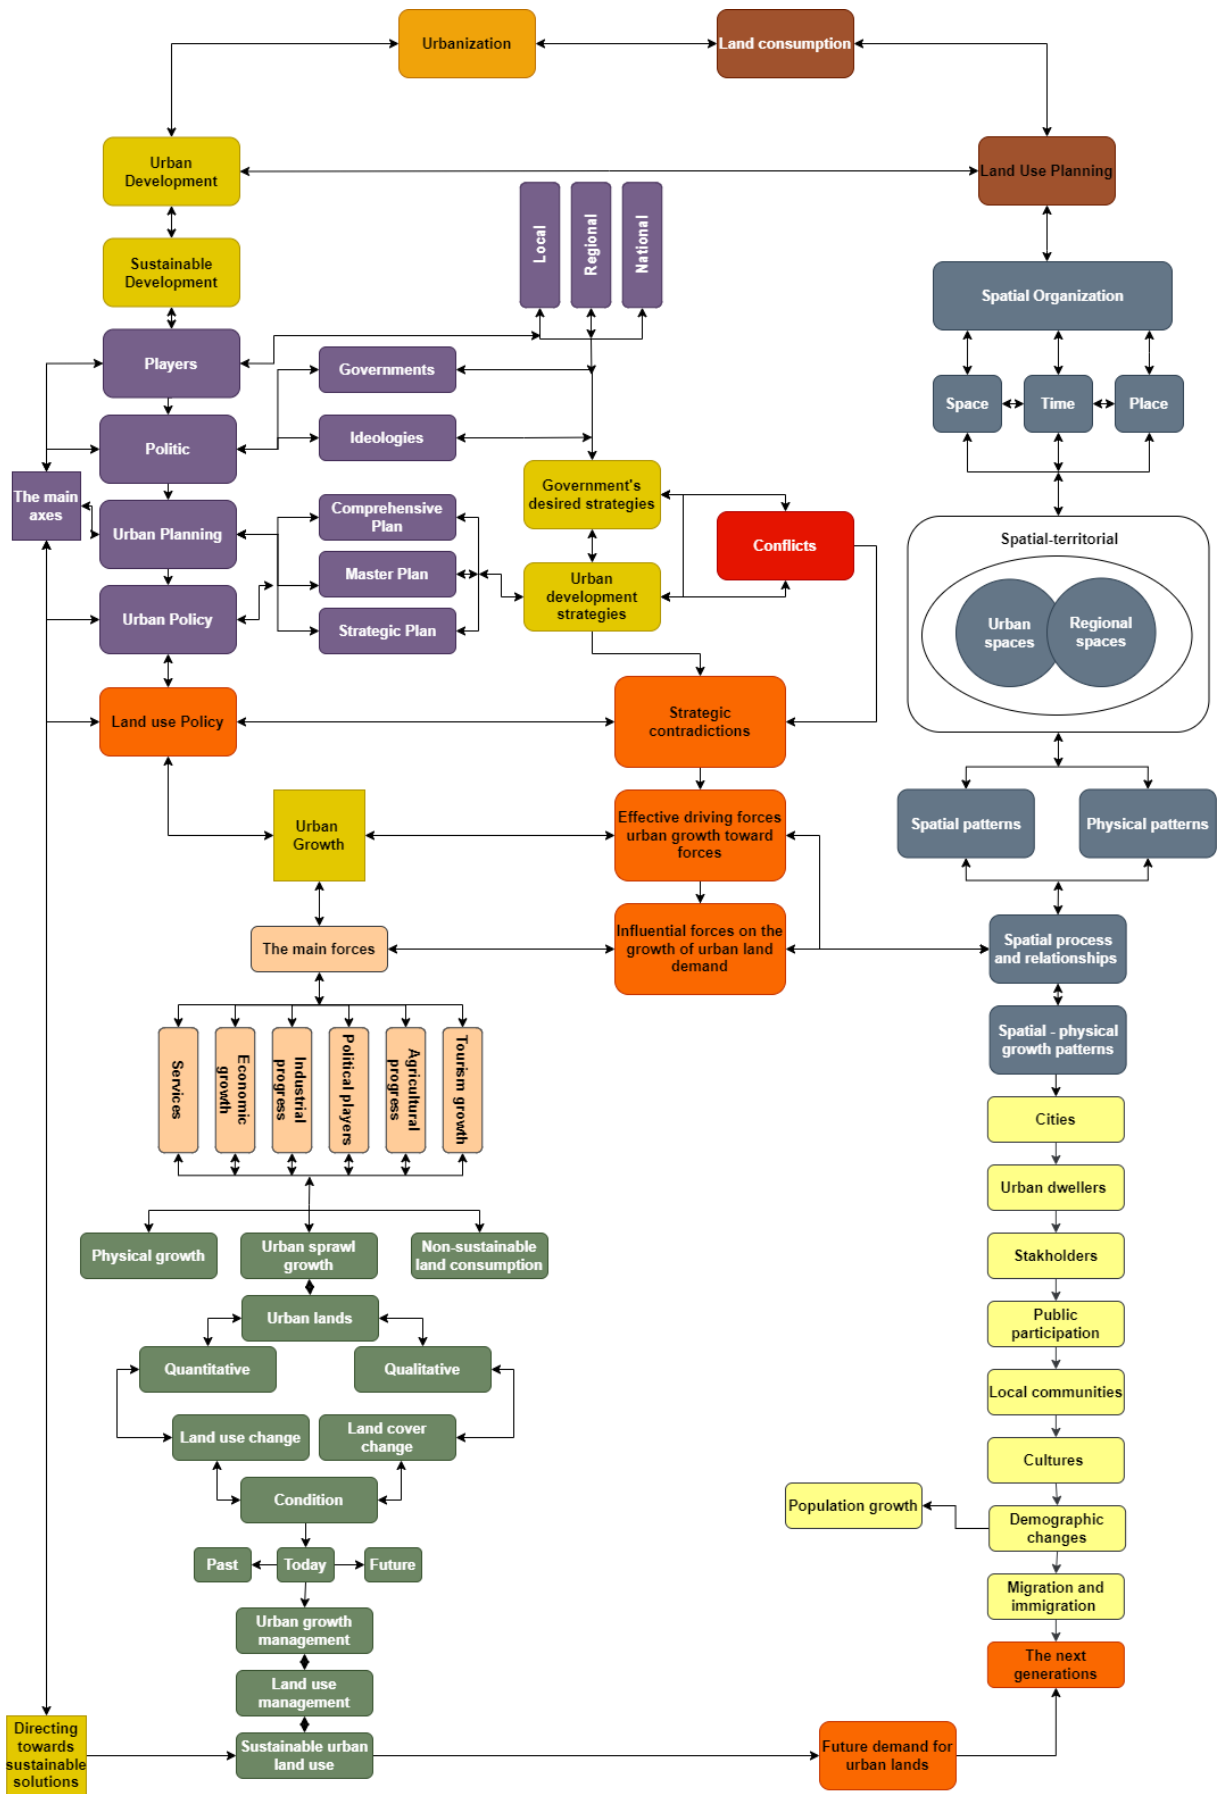 Urbanization
Land consumption
Urban
Development
Land Use Planning
Local
Regional
National
Sustainable
Development
Spatial Organization
Players
Governments
Space
Time
Place
Politic
Ideologies
The main
axes
Government's
desired strategies
Comprehensive
Plan
Urban Planning
Conflicts
Spatial-territorial
Master Plan
Urban
development
strategies
Urban Policy
Strategic Plan
Urban
spaces
Regional
spaces
Land use Policy
Strategic
contradictions
Urban
Growth
Effective driving forces
urban growth toward
forces
Spatial patterns
Physical patterns
The main forces
Influential forces on the
growth of urban land
demand
Spatial process
and relationships
Services
Economic
growth
Industrial
progress
Political players
Agricultural
progress
Tourism growth
Spatial - physical
growth patterns
Cities
Urban dwellers
Physical growth
Urban sprawl
growth
Non-sustainable
land consumption
Stakholders
Urban lands
Public
participation
Quantitative
Qualitative
Local communities
Land use change
Land cover
change
Cultures
Condition
Population growth
Demographic
changes
Past
Today
Future
Migration and
immigration
Urban growth
management
The next
generations
Land use
management
Directing
towards
sustainable
solutions
Sustainable urban
land use
Future demand for
urban lands